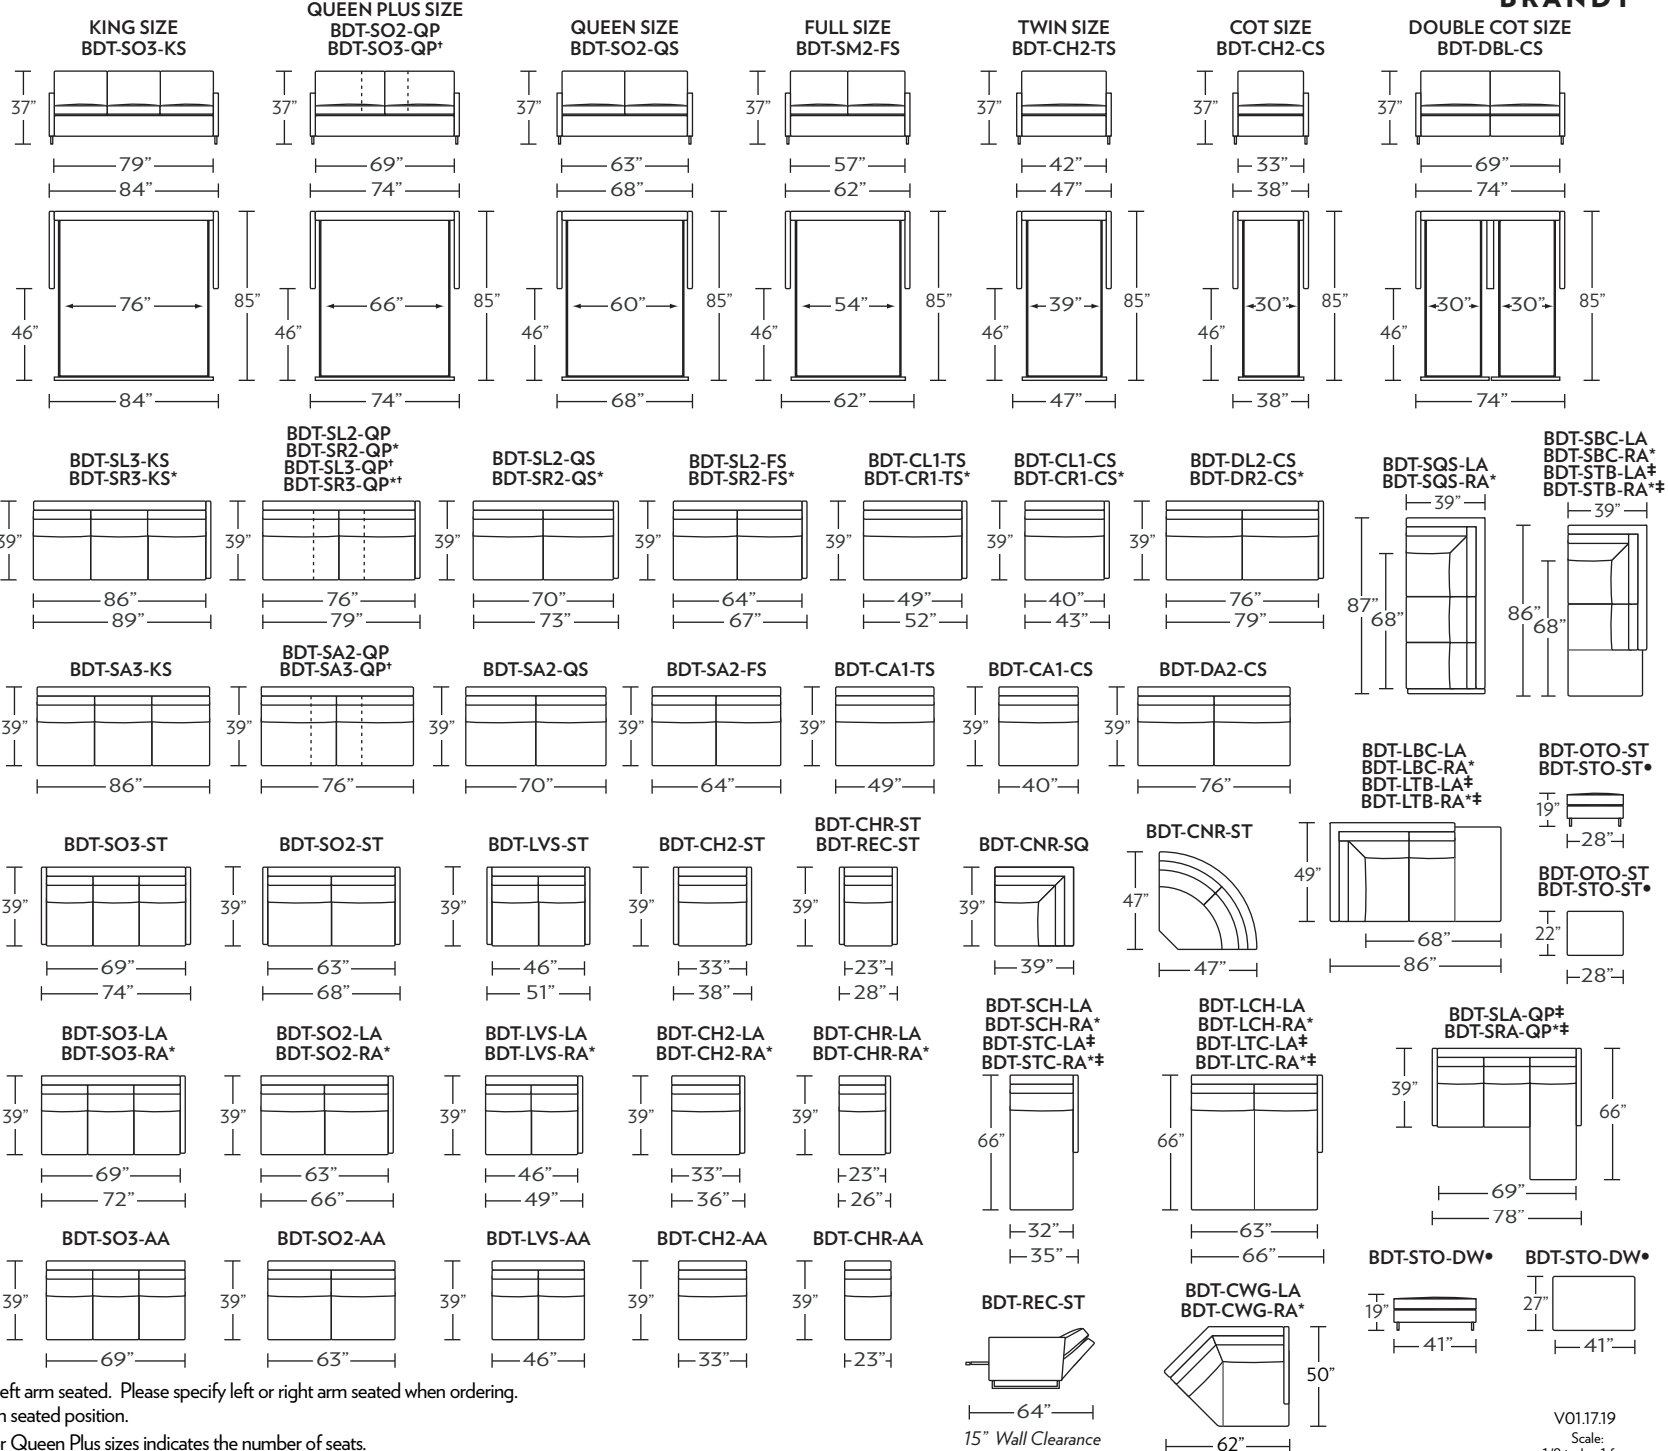 BRANDT
KING SIZE
BDT-SO3-KS
QUEEN PLUS SIZE
BDT-SO2-QP
BDT-SO3-QP†
QUEEN SIZE
BDT-SO2-QS
FULL SIZE
BDT-SM2-FS
TWIN SIZE
BDT-CH2-TS
COT SIZE
BDT-CH2-CS
DOUBLE COT SIZE
BDT-DBL-CS
37” 37” 37” 37” 37” 37” 37”
79” 69” 63” 57” 42” 33” 69”
84” 74” 68” 62” 47” 38” 74”
76” 85” 66” 85” 60” 85” 54” 85” 39” 85” 30” 85” 30” 30” 85”
46” 46” 46” 46” 46” 46” 46”
84” 74” 68” 62” 47” 38” 74”
BDT-SL3-KS
BDT-SR3-KS*
BDT-SL2-QP
BDT-SR2-QP*
BDT-SL3-QP†
BDT-SR3-QP*†
BDT-SL2-QS
BDT-SR2-QS*
BDT-SL2-FS
BDT-SR2-FS*
BDT-CL1-TS
BDT-CR1-TS*
BDT-CL1-CS
BDT-CR1-CS*
BDT-DL2-CS
BDT-DR2-CS*
39” 39” 39” 39” 39” 39” 39”
86” 76” 70” 64” 49” 40” 76”
89” 79” 73” 67” 52” 43” 79”
BDT-SQS-LA
BDT-SQS-RA*
39”
87” 68”
BDT-SBC-LA
BDT-SBC-RA*
BDT-STB-LA‡
BDT-STB-RA*‡
39”
86” 68”
BDT-SA3-KS
BDT-SA2-QP
BDT-SA3-QP†
BDT-SA2-QS
BDT-SA2-FS
BDT-CA1-TS
BDT-CA1-CS
BDT-DA2-CS
39” 39” 39” 39” 39” 39” 39”
86” 76” 70” 64” 49” 40” 76”
BDT-LBC-LA
BDT-LBC-RA*
BDT-LTB-LA‡
BDT-LTB-RA*‡
49”
68”
86”
BDT-OTO-ST
BDT-STO-ST•
19”
28”
BDT-OTO-ST
BDT-STO-ST•
22”
28”
BDT-SO3-ST
BDT-SO2-ST
BDT-LVS-ST
BDT-CH2-ST
BDT-CHR-ST
BDT-REC-ST
BDT-CNR-SQ
BDT-CNR-ST
39” 39” 39” 39” 39” 39” 47”
69” 63” 46” 33” 23” 39” 47”
74” 68” 51” 38” 28”
BDT-SO3-LA
BDT-SO3-RA*
BDT-SO2-LA
BDT-SO2-RA*
BDT-LVS-LA
BDT-LVS-RA*
BDT-CH2-LA
BDT-CH2-RA*
BDT-CHR-LA
BDT-CHR-RA*
39” 39” 39” 39” 39”
69” 63” 46” 33” 23”
72” 66” 49” 36” 26”
BDT-SCH-LA
BDT-SCH-RA*
BDT-STC-LA‡
BDT-STC-RA*‡
66”
32”
35”
BDT-LCH-LA
BDT-LCH-RA*
BDT-LTC-LA‡
BDT-LTC-RA*‡
66”
63”
66”
BDT-SLA-QP‡
BDT-SRA-QP*‡
39” 66”
69”
78”
BDT-SO3-AA
BDT-SO2-AA
BDT-LVS-AA
BDT-CH2-AA
BDT-CHR-AA
39” 39” 39” 39” 39”
69” 63” 46” 33” 23”
BDT-REC-ST
64”
15” Wall Clearance
BDT-CWG-LA
BDT-CWG-RA*
50”
62”
BDT-STO-DW•
19”
41”
BDT-STO-DW•
27”
41”
eft arm seated. Please specify left or right arm seated when ordering.
n seated position.
r Queen Plus sizes indicates the number of seats.
V01.17.19
Scale: